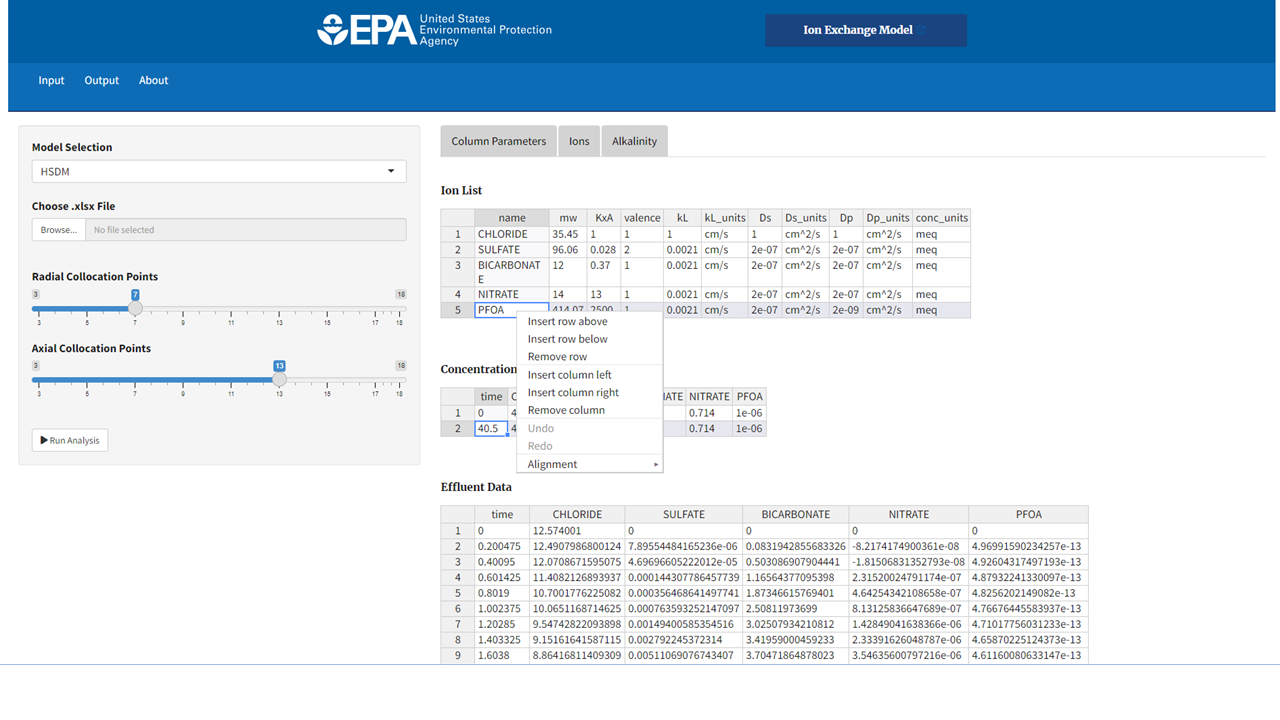 EPA United States
Environmental Protection
Agency
Ion Exchange Model
Input Output About
Model Selection
HSDM
Choose .xlsx File
Browse... No file selected
Radial Collocation Points
3 7 18
3 5 7 9 11 13 15 17 18
Axial Collocation Points
3 13 18
3 5 7 9 11 13 15 17 18
Run Analysis
Column Parameters Ions Alkalinity
Ion List
name mw KxA valence kL kL_units Ds Ds_units Dp Dp_units conc_units
1 CHLORIDE 35.45 1 1 1 cm/s 1 cm^2/s 1 cm^2/s meq
2 SULFATE 96.06 0.028 2 0.0021 cm/s 2e-07 cm^2/s 2e-07 cm^2/s meq
3 BICARBONAT 12 0.37 1 0.0021 cm/s 2e-07 cm^2/s 2e-07 cm^2/s meq
E
4 NITRATE 14 13 1 0.0021 cm/s 2e-07 cm^2/s 2e-07 cm^2/s meq
5 PFOA 414.07 2500 1 0.0021 cm/s 2e-07 cm^2/s 2e-09 cm^2/s meq
Insert row above
Insert row below
Remove row
Insert column left
Insert column right
Remove column
Undo
Redo
Alignment
Concentration
time C NATE NITRATE PFOA
1 0 4 0.714 1e-06
2 40.5 4 0.714 1e-06
Effluent Data
time CHLORIDE SULFATE BICARBONATE NITRATE PFOA
1 0 12.574001 0 0 0 0
2 0.200475 12.4907986800124 7.89554484165236e-06 0.0831942855683326 -8.2174174900361e-08 4.96991590234257e-13
3 0.40095 12.0708671595075 4.69696605222012e-05 0.503086907904441 -1.81506831352793e-08 4.92604317497193e-13
4 0.601425 11.4082126893937 0.000144307786457739 1.16564377095398 2.31520024791174e-07 4.87932241330097e-13
5 0.8019 10.7001776225082 0.000356468641497741 1.87346615769401 4.64254342108658e-07 4.8256202149082e-13
6 1.002375 10.0651168714625 0.000763593252147097 2.50811973699 8.13125836647689e-07 4.76676445583937e-13
7 1.20285 9.54742822093898 0.00149400585354516 3.02507934210812 1.42849041638366e-06 4.71017756031233e-13
8 1.403325 9.15161641587115 0.002792245372314 3.41959000459233 2.33391626048787e-06 4.65870225124373e-13
9 1.6038 8.86416811409309 0.00511069076743407 3.70471864878023 3.54635600797216e-06 4.61160080633147e-13